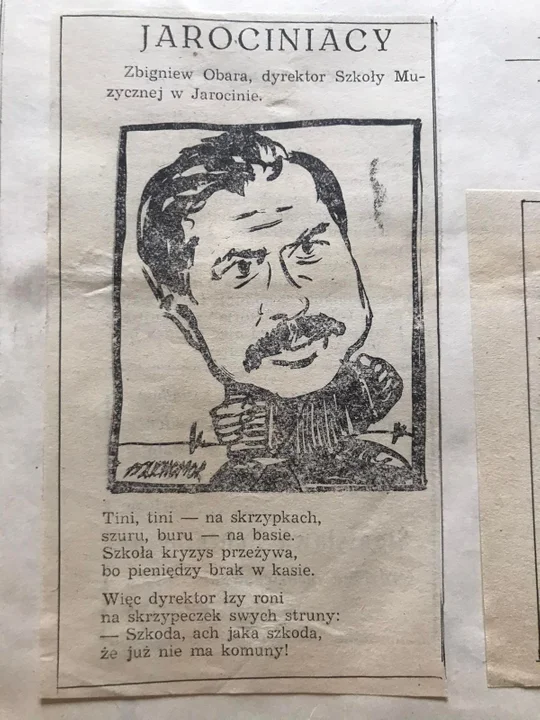 JAROCINIACY
Zbigniew Obara, dyrektor Szkoły Mu-
zycznej w Jarocinie.
Tini, tini — na skrzypkach,
szuru, buru — na basie.
Szkoła kryzys przeżywa,
bo pieniędzy brak w kasie.
Więc dyrektor łzy roni
na skrzypeczek swych struny:
— Szkoda, ach jaka szkoda,
że już nie ma komuny!